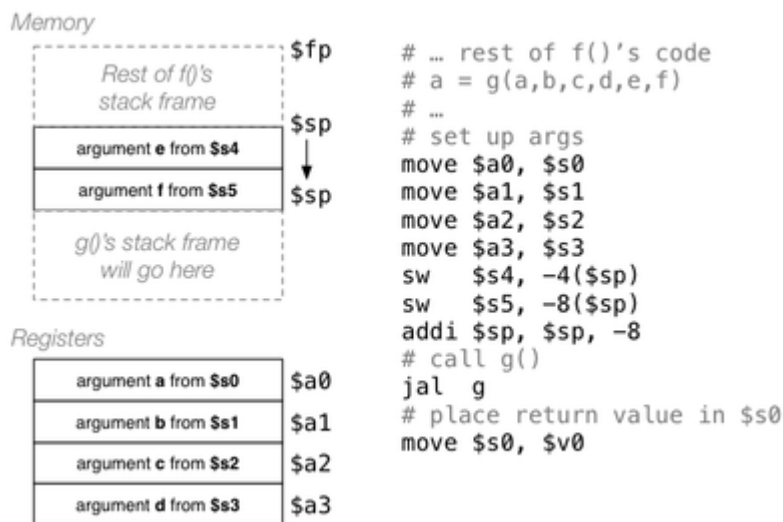 Memory
$fp
Rest of f()'s
stack frame
$sp
argument e from $s4
argument f from $s5
$sp
g()'s stack frame
will go here
Registers
argument a from $s0
$a0
argument b from $s1
$a1
argument c from $s2
$a2
argument d from $s3
$a3
# … rest of f()'s code
# a = g(a,b,c,d,e,f)
# …
# set up args
move $a0, $s0
move $a1, $s1
move $a2, $s2
move $a3, $s3
sw   $s4, -4($sp)
sw   $s5, -8($sp)
addi $sp, $sp, -8
# call g()
jal  g
# place return value in $s0
move $s0, $v0